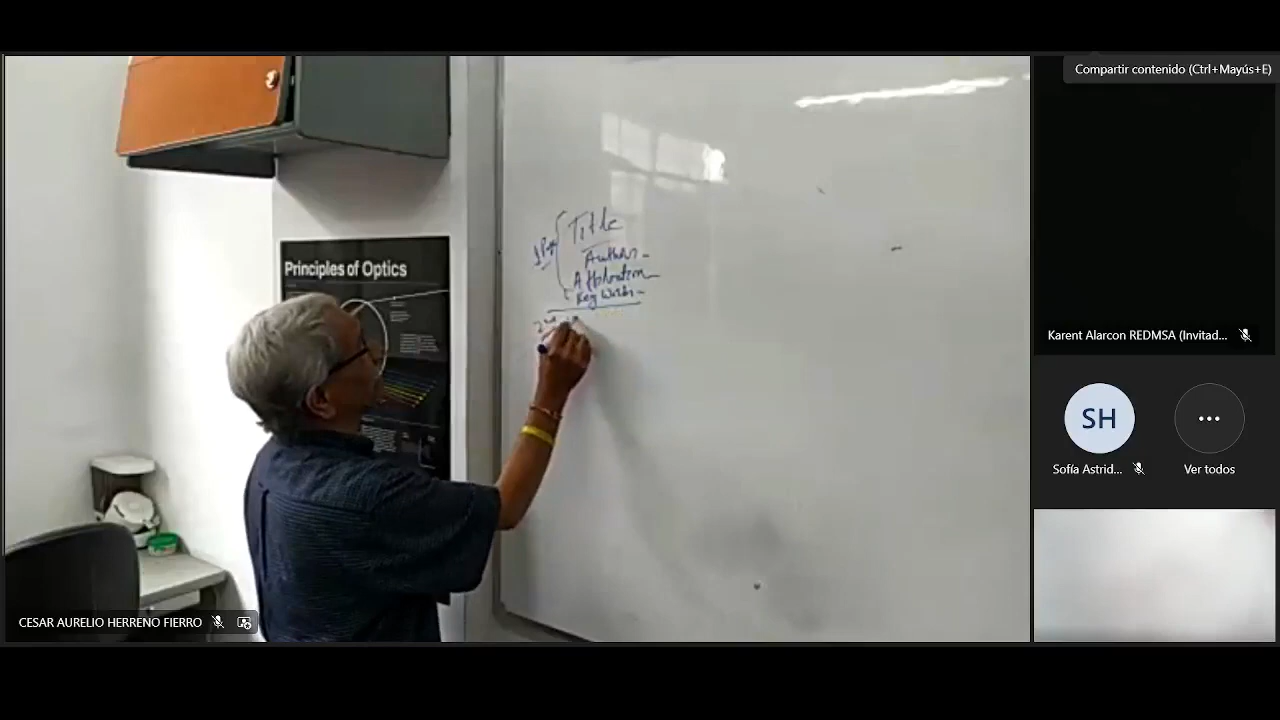 Compartir contenido (Ctrl+Mayús+E)
Principles of Optics
Title
Authors
Affiliation
Key Words
2nd
Karent Alarcon REDMSA (Invitad...
SH
Sofía Astrid...
Ver todos
CESAR AURELIO HERRENO FIERRO